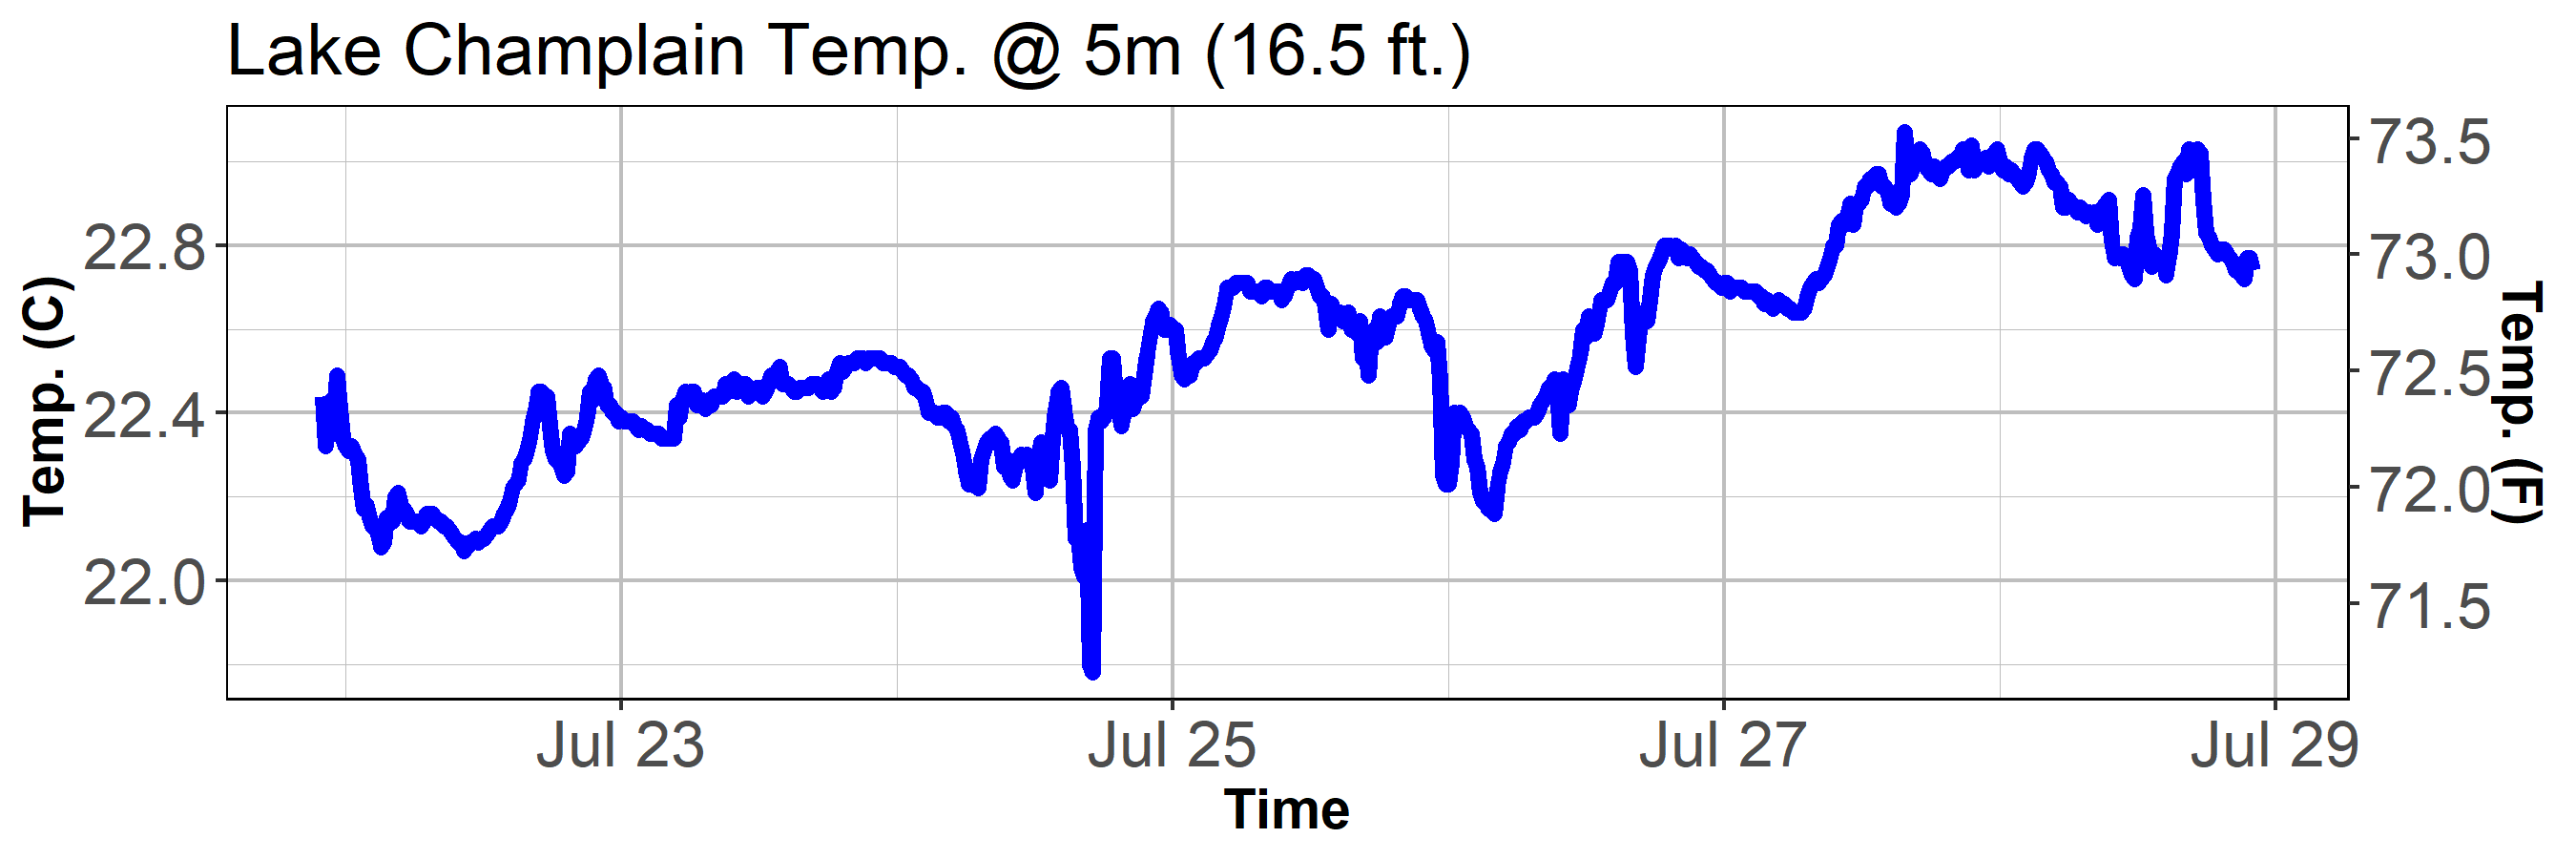 Lake Champlain Temp. @ 5m (16.5 ft.)
Temp. (C)
22.8
22.4
22.0
73.5
73.0
72.5
72.0
71.5
Temp. (F)
Jul 23
Jul 25
Jul 27
Jul 29
Time